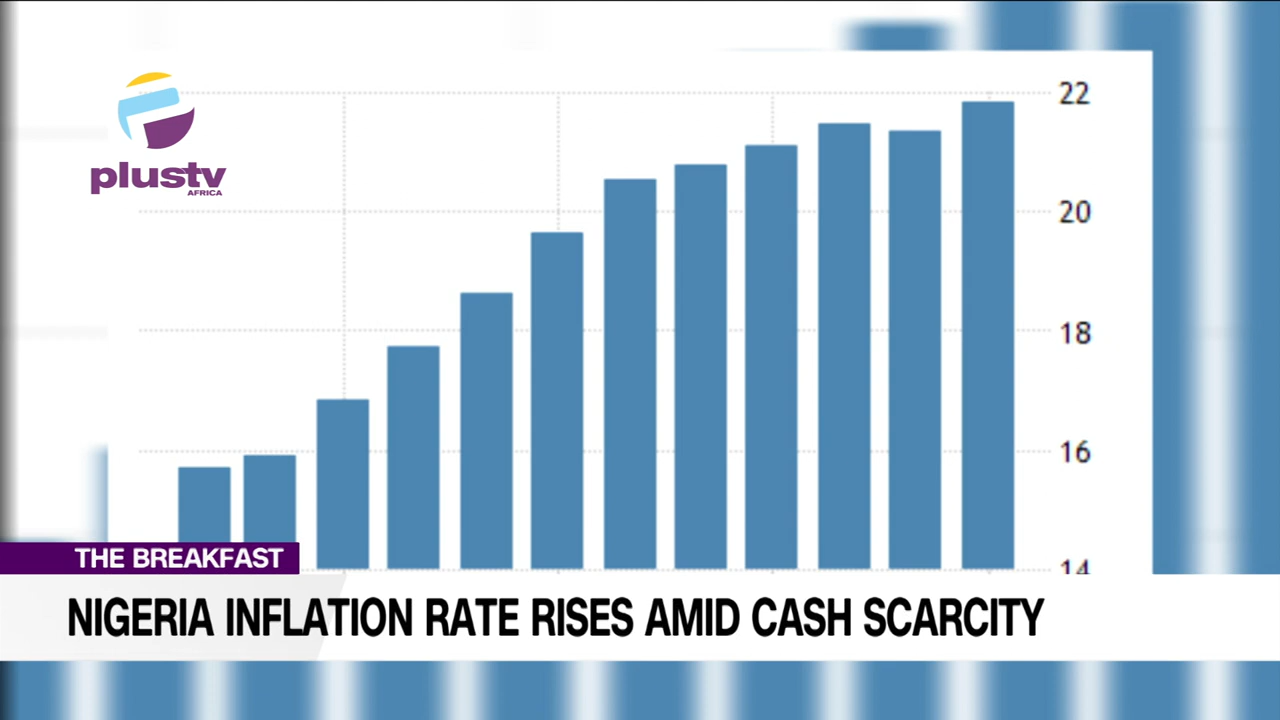 plustv
AFRICA
22
20
18
16
14
THE BREAKFAST
NIGERIA INFLATION RATE RISES AMID CASH SCARCITY